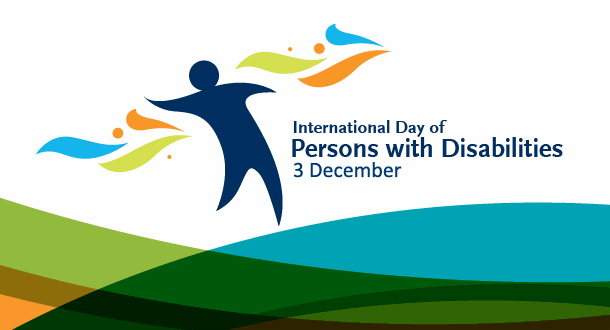 International Day of
Persons with Disabilities
3 December